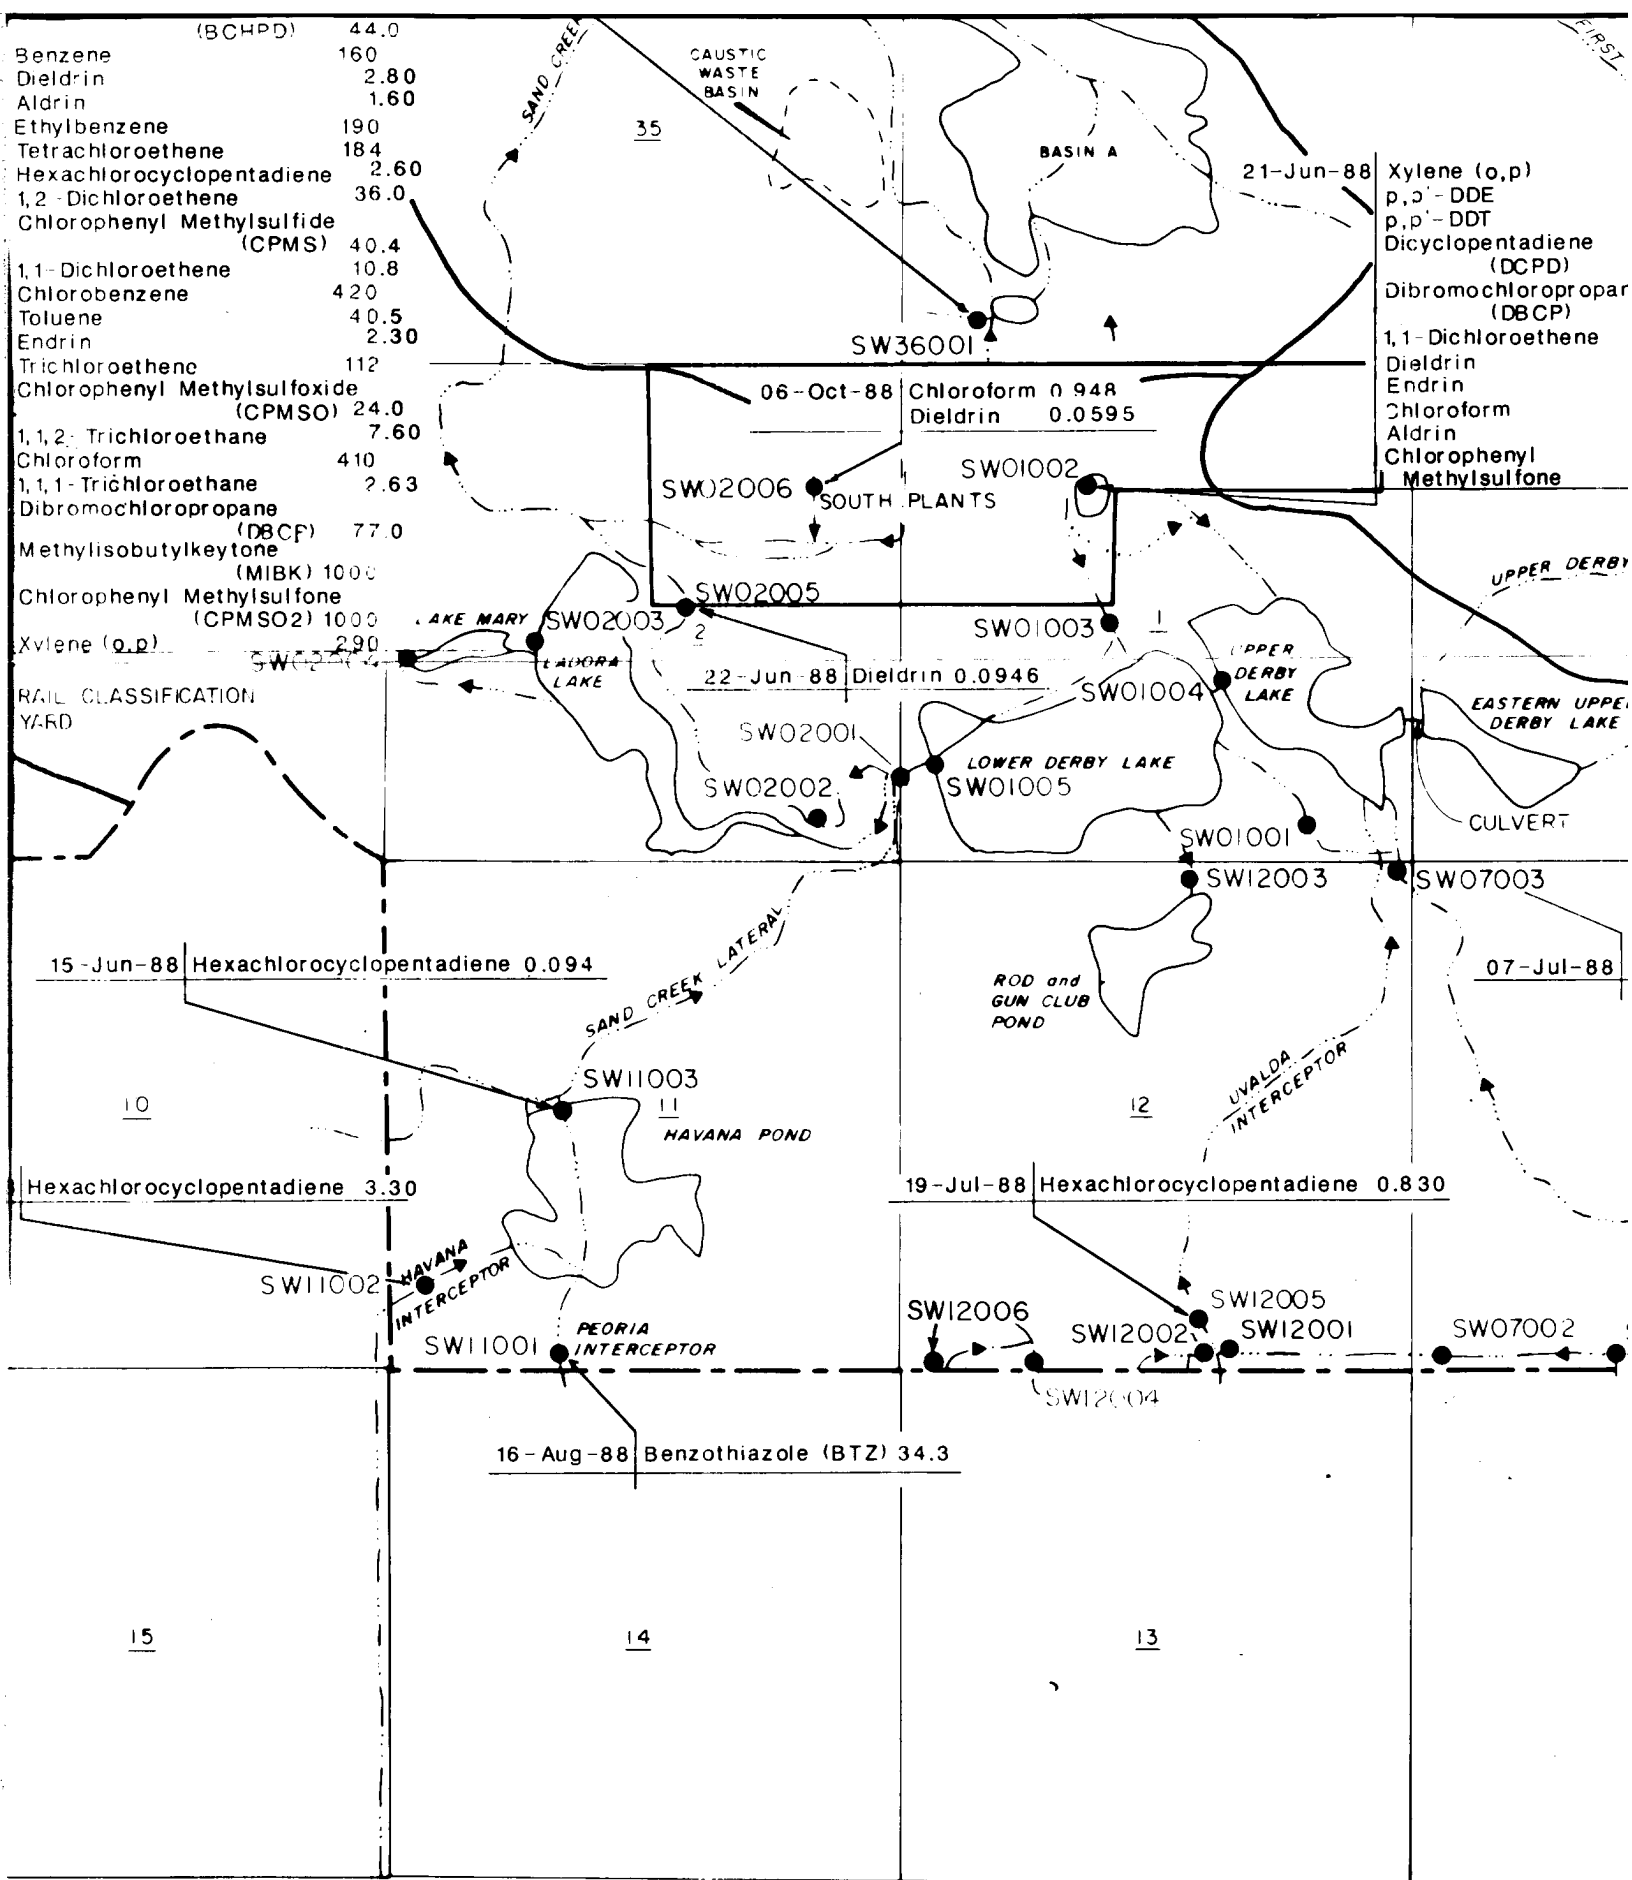 (BCHPD) 44.0
Benzene 160
Dieldrin 2.80
Aldrin 1.60
Ethylbenzene 190
Tetrachloroethene 184
Hexachlorocyclopentadiene 2.60
1,2-Dichloroethene 36.0
Chlorophenyl Methylsulfide
(CPMS) 40.4
1,1-Dichloroethene 10.8
Chlorobenzene 420
Toluene 40.5
Endrin 2.30
Trichloroethene 112
Chlorophenyl Methylsulfoxide
(CPMSO) 24.0
1,1,2-Trichloroethane 7.60
Chloroform 410
1,1,1-Trichloroethane 2.63
Dibromochloropropane
(DBCP) 77.0
Methylisobutylkeytone
(MIBK) 1000
Chlorophenyl Methylsulfone
(CPMSO2) 1000
Xylene (o,p) 290
RAIL CLASSIFICATION
YARD
SAND CREEK
CAUSTIC
WASTE
BASIN
35
BASIN A
FIRST
21-Jun-88
Xylene (o,p)
p,p'-DDE
p,p'-DDT
Dicyclopentadiene
(DCPD)
Dibromochloropropan
(DBCP)
1,1-Dichloroethene
Dieldrin
Endrin
Chloroform
Aldrin
Chlorophenyl
Methylsulfone
SW36001
06-Oct-88 Chloroform 0.948
Dieldrin 0.0595
SW02006
SOUTH PLANTS
SW01002
UPPER DERBY
LAKE MARY
SW02003
SW02005
2
SW01003
1
LADORA
LAKE
22-Jun-88 Dieldrin 0.0946
SW01004
UPPER
DERBY
LAKE
EASTERN UPPE
DERBY LAKE
SW02001
LOWER DERBY LAKE
SW02002
SW01005
SW01001
CULVERT
SW12003
SW07003
15-Jun-88 Hexachlorocyclopentadiene 0.094
SAND CREEK LATERAL
ROD and
GUN CLUB
POND
07-Jul-88
UVALDA
INTERCEPTOR
SW11003
10
11
12
HAVANA POND
Hexachlorocyclopentadiene 3.30
19-Jul-88 Hexachlorocyclopentadiene 0.830
SW11002
HAVANA
INTERCEPTOR
SW11001
PEORIA
INTERCEPTOR
SW12006
SW12005
SW12002
SW12001
SW07002
SW12004
16-Aug-88 Benzothiazole (BTZ) 34.3
15
14
13